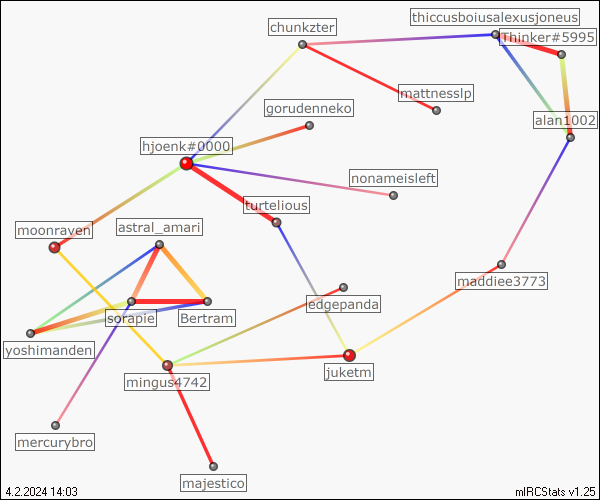 thiccusboiusalexusjoneus
chunkzter
Thinker#5995
mattnesslp
gorudenneko
alan1002
hjoenk#0000
nonameisleft
turtelious
moonraven
astral_amari
maddiee3773
edgepanda
sorapie
Bertram
yoshimanden
juketm
mingus4742
mercurybro
majestico
4.2.2024 14:03
mIRCStats v1.25